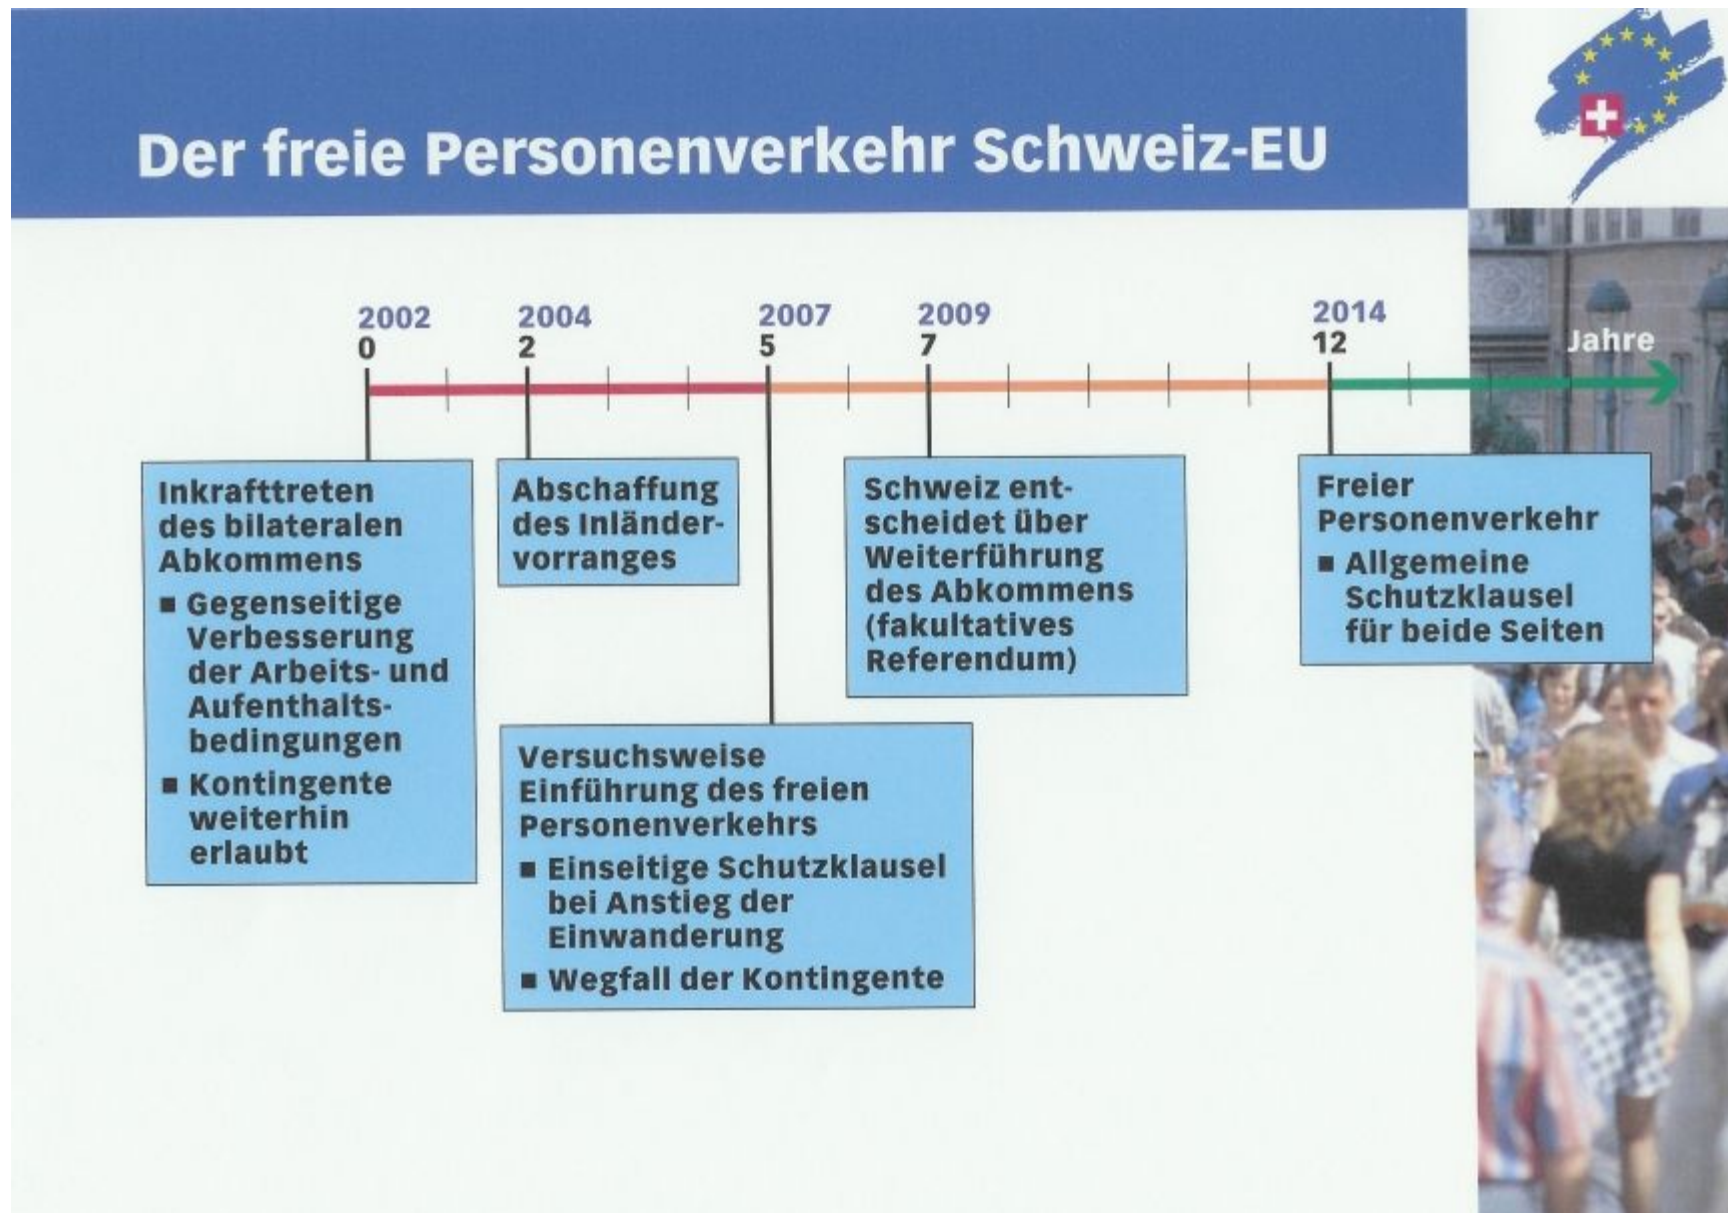 Der freie Personenverkehr Schweiz-EU
2002
0
2004
2
2007
5
2009
7
2014
12
Jahre
Inkrafttreten
des bilateralen
Abkommens
■ Gegenseitige
Verbesserung
der Arbeits- und
Aufenthalts-
bedingungen
■ Kontingente
weiterhin
erlaubt
Abschaffung
des Inländer-
vorranges
Versuchsweise
Einführung des freien
Personenverkehrs
■ Einseitige Schutzklausel
bei Anstieg der
Einwanderung
■ Wegfall der Kontingente
Schweiz ent-
scheidet über
Weiterführung
des Abkommens
(fakultatives
Referendum)
Freier
Personenverkehr
■ Allgemeine
Schutzklausel
für beide Seiten